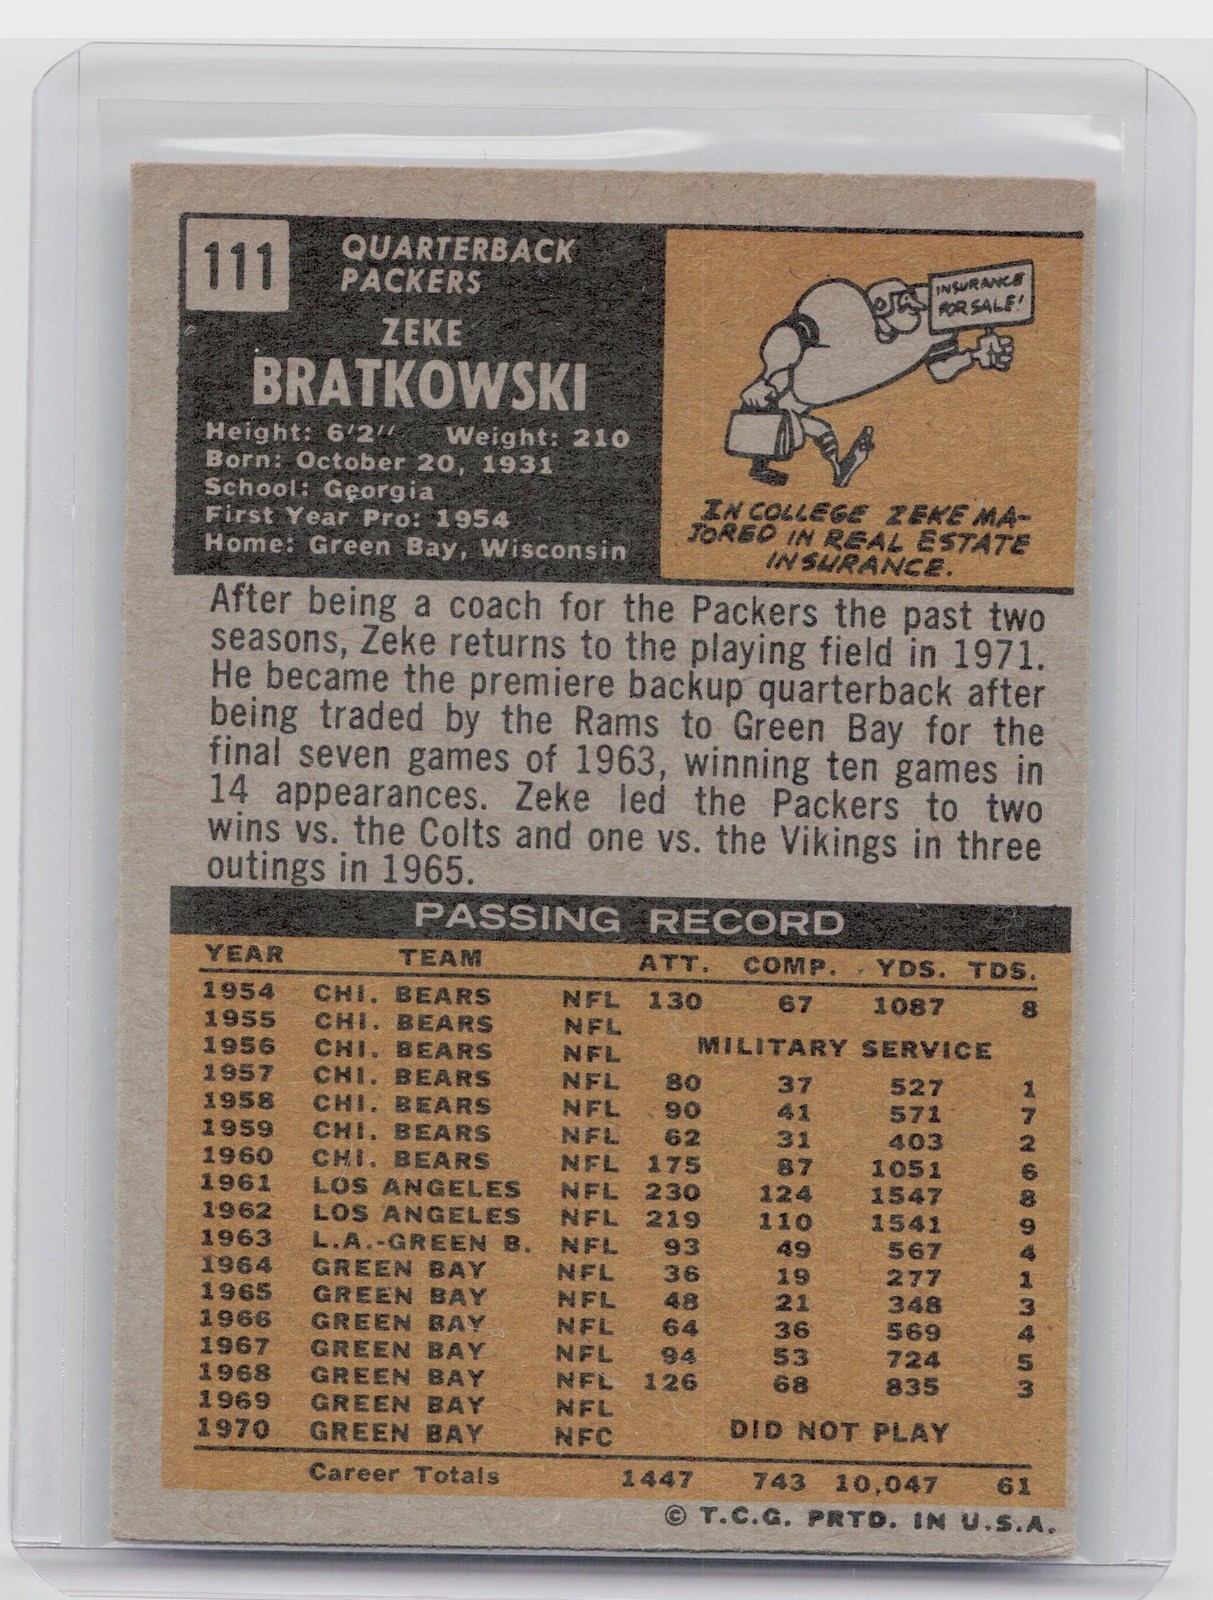 111
QUARTERBACK
PACKERS
ZEKE
BRATKOWSKI
Height: 6'2" Weight: 210
Born: October 20, 1931
School: Georgia
First Year Pro: 1954
Home: Green Bay, Wisconsin
INSURANCE
FOR SALE!
IN COLLEGE ZEKE MA-
JORED IN REAL ESTATE
INSURANCE.
After being a coach for the Packers the past two
seasons, Zeke returns to the playing field in 1971.
He became the premiere backup quarterback after
being traded by the Rams to Green Bay for the
final seven games of 1963, winning ten games in
14 appearances. Zeke led the Packers to two
wins vs. the Colts and one vs. the Vikings in three
outings in 1965.
PASSING RECORD
YEAR TEAM ATT. COMP. YDS. TDS.
1954 CHI. BEARS NFL 130 67 1087 8
1955 CHI. BEARS NFL
1956 CHI. BEARS NFL MILITARY SERVICE
1957 CHI. BEARS NFL 80 37 527 1
1958 CHI. BEARS NFL 90 41 571 7
1959 CHI. BEARS NFL 62 31 403 2
1960 CHI. BEARS NFL 175 87 1051 6
1961 LOS ANGELES NFL 230 124 1547 8
1962 LOS ANGELES NFL 219 110 1541 9
1963 L.A.-GREEN B. NFL 93 49 567 4
1964 GREEN BAY NFL 36 19 277 1
1965 GREEN BAY NFL 48 21 348 3
1966 GREEN BAY NFL 64 36 569 4
1967 GREEN BAY NFL 94 53 724 5
1968 GREEN BAY NFL 126 68 835 3
1969 GREEN BAY NFL
1970 GREEN BAY NFC DID NOT PLAY
Career Totals 1447 743 10,047 61
© T.C.G. PRTD. IN U.S.A.